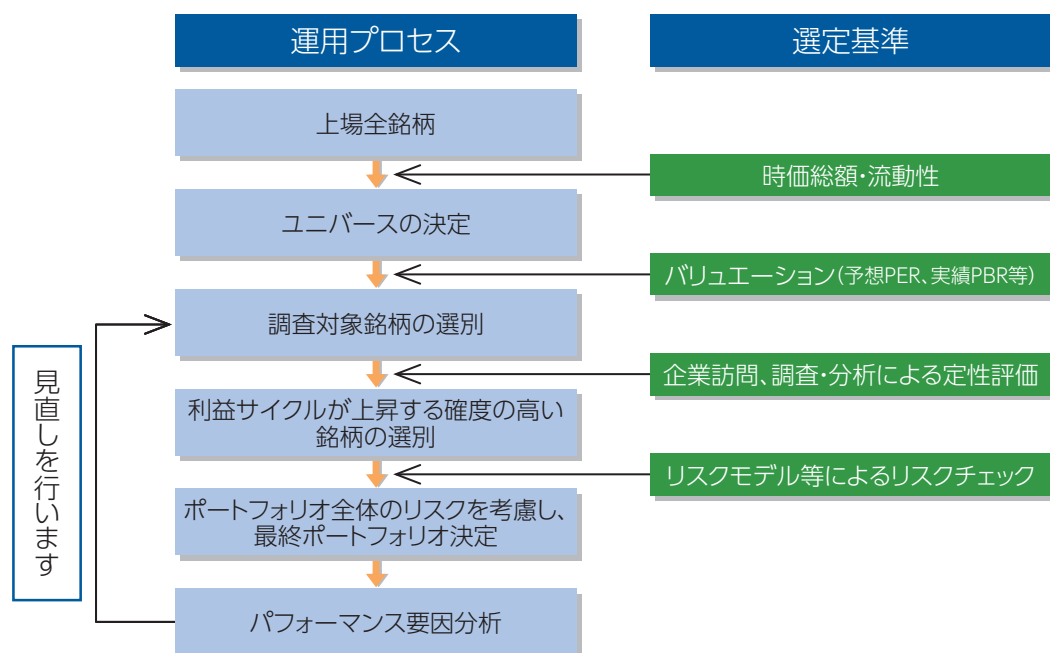 運用プロセス
選定基準
上場全銘柄
時価総額・流動性
ユニバースの決定
バリュエーション(予想PER、実績PBR等)
調査対象銘柄の選別
企業訪問、調査・分析による定性評価
利益サイクルが上昇する確度の高い
銘柄の選別
リスクモデル等によるリスクチェック
ポートフォリオ全体のリスクを考慮し、
最終ポートフォリオ決定
パフォーマンス要因分析
見直しを行います